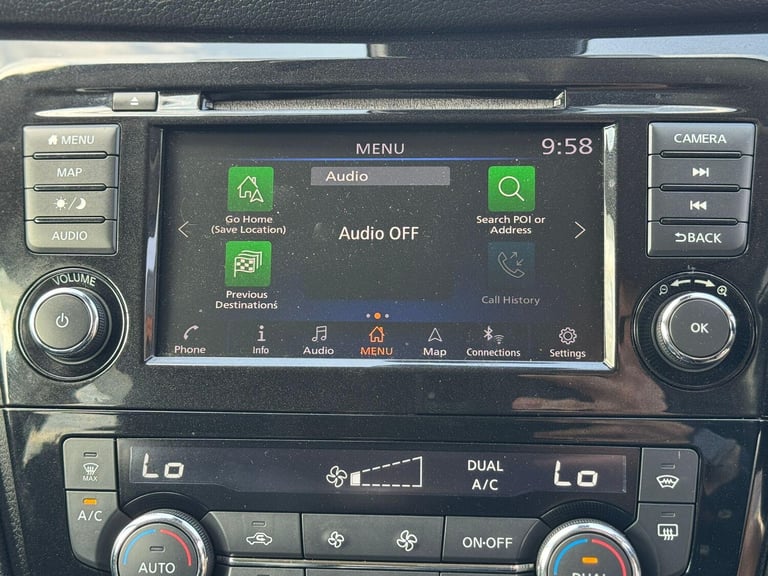 MENU
MAP
AUDIO
VOLUME
MENU
9:58
Audio
Go Home
(Save Location)
Audio OFF
Search POI or
Address
Previous
Destinations
Call History
Phone
Info
Audio
MENU
Map
Connections
Settings
CAMERA
BACK
OK
MAX
A/C
Lo
DUAL
A/C
Lo
ON•OFF
AUTO
DUAL